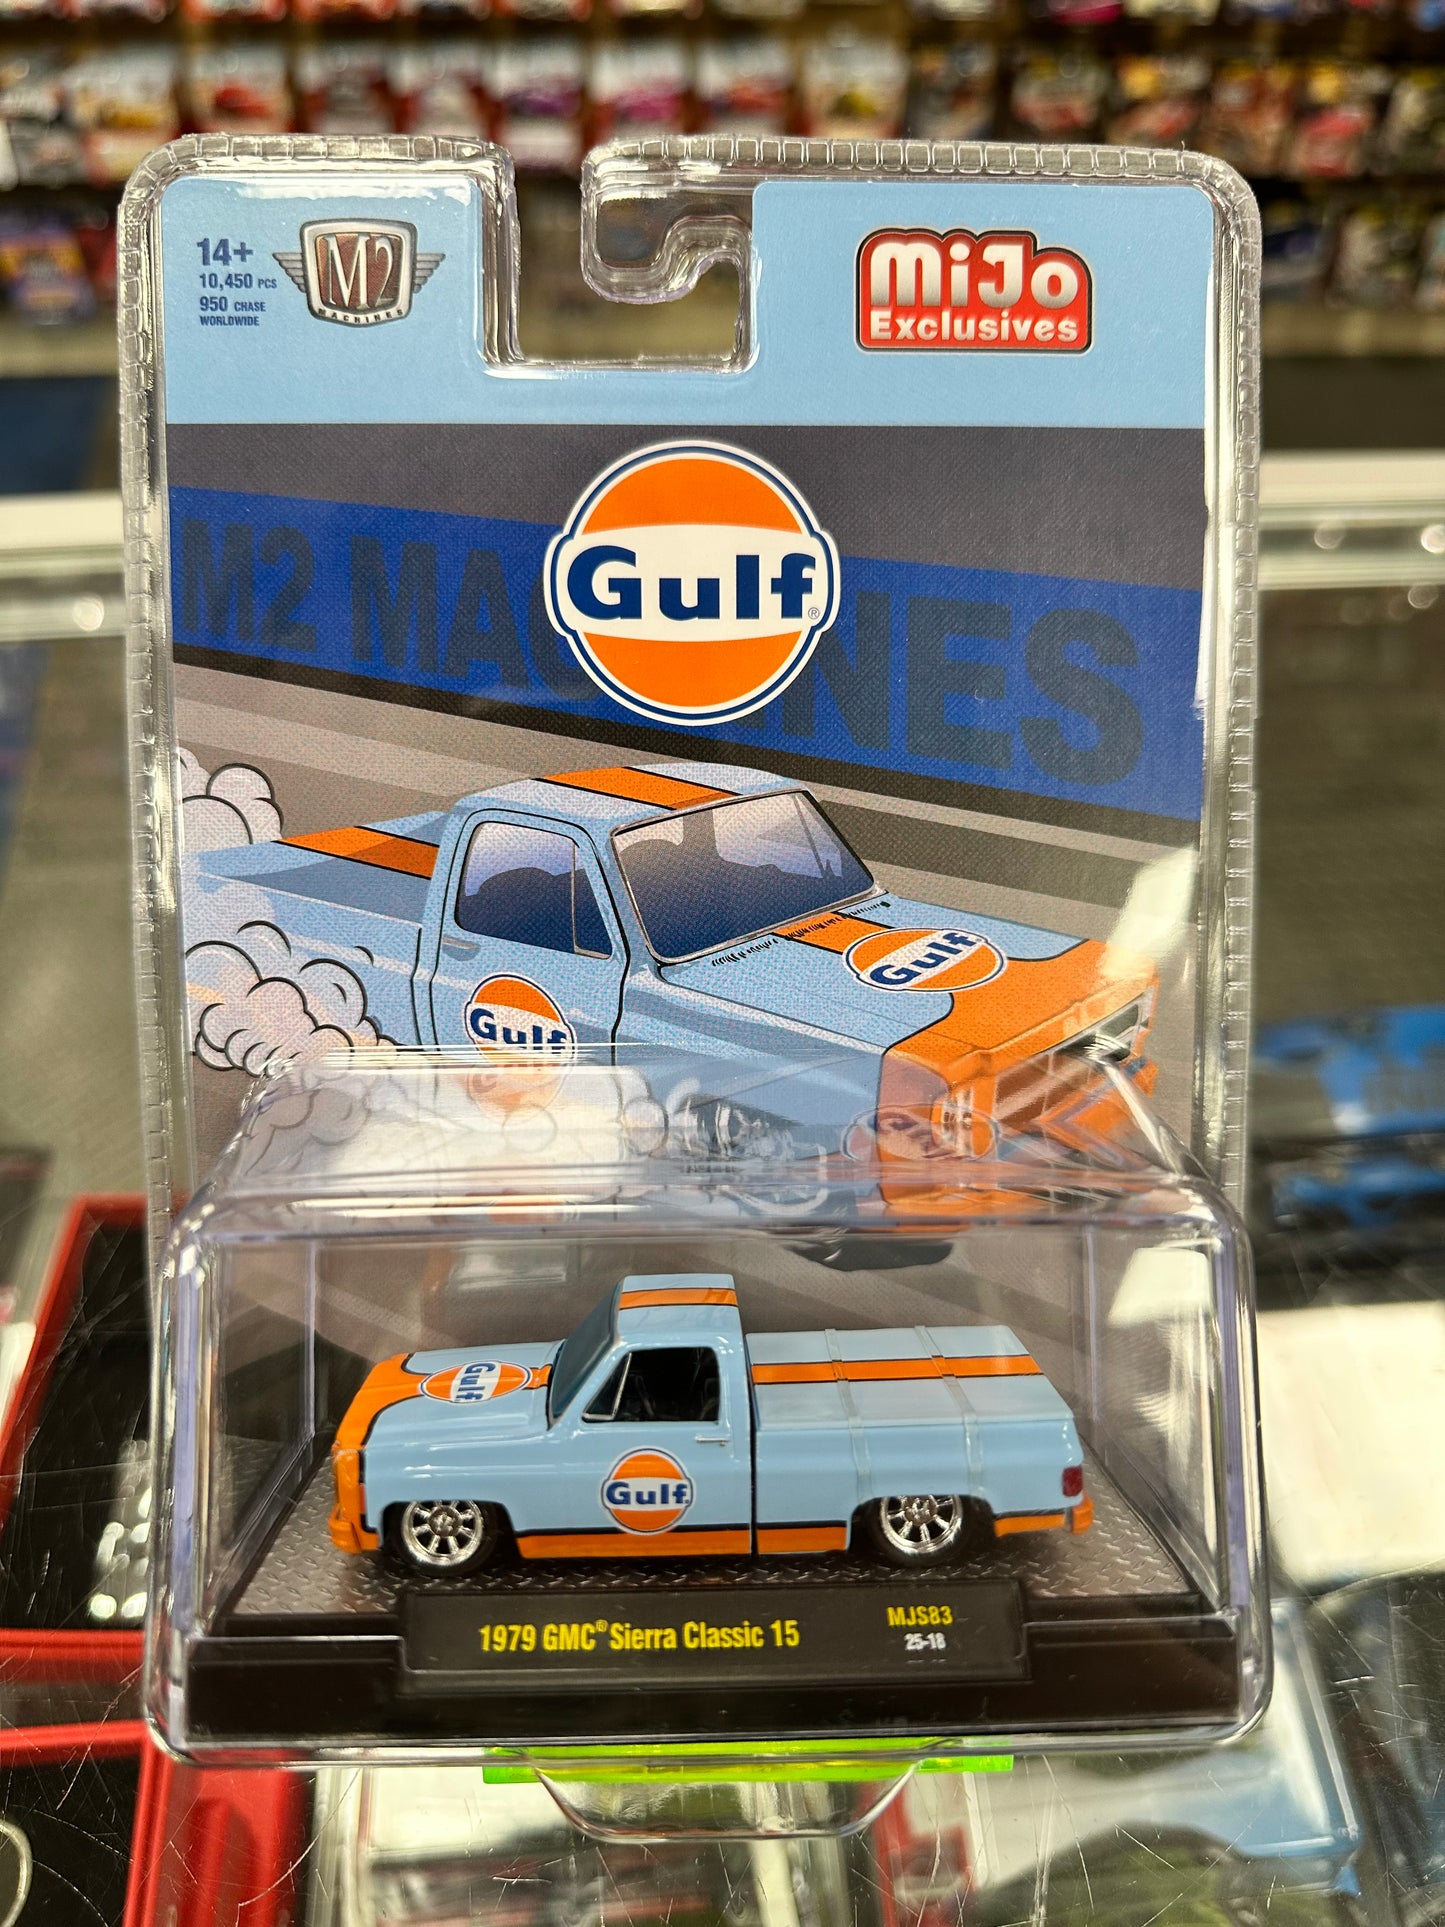 14+
10,450 PCS
950 CHASE
WORLDWIDE
M2
MACHINES
MiJo
Exclusives
M2 MACHINES
Gulf®
Gulf
Gulf
Gulf
Gulf
1979 GMC® Sierra Classic 15
MJS83
25-18